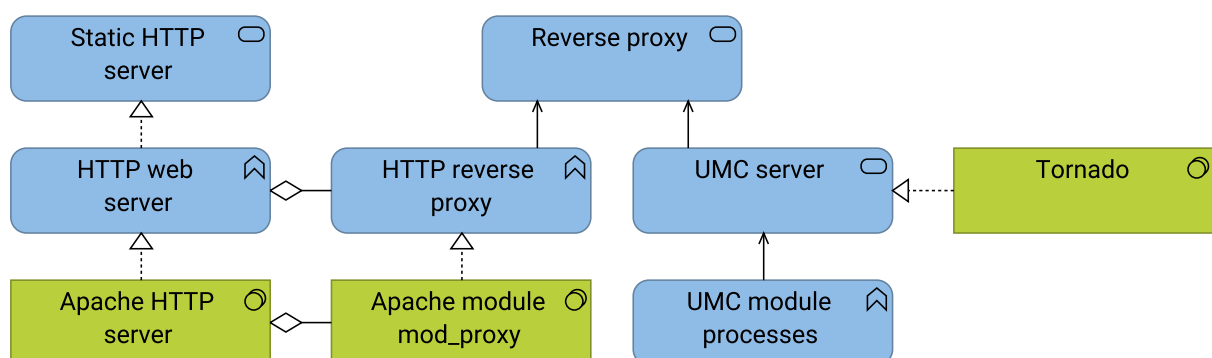 Static HTTP
server
Reverse proxy
HTTP web
server
HTTP reverse
proxy
UMC server
Tornado
Apache HTTP
server
Apache module
mod_proxy
UMC module
processes